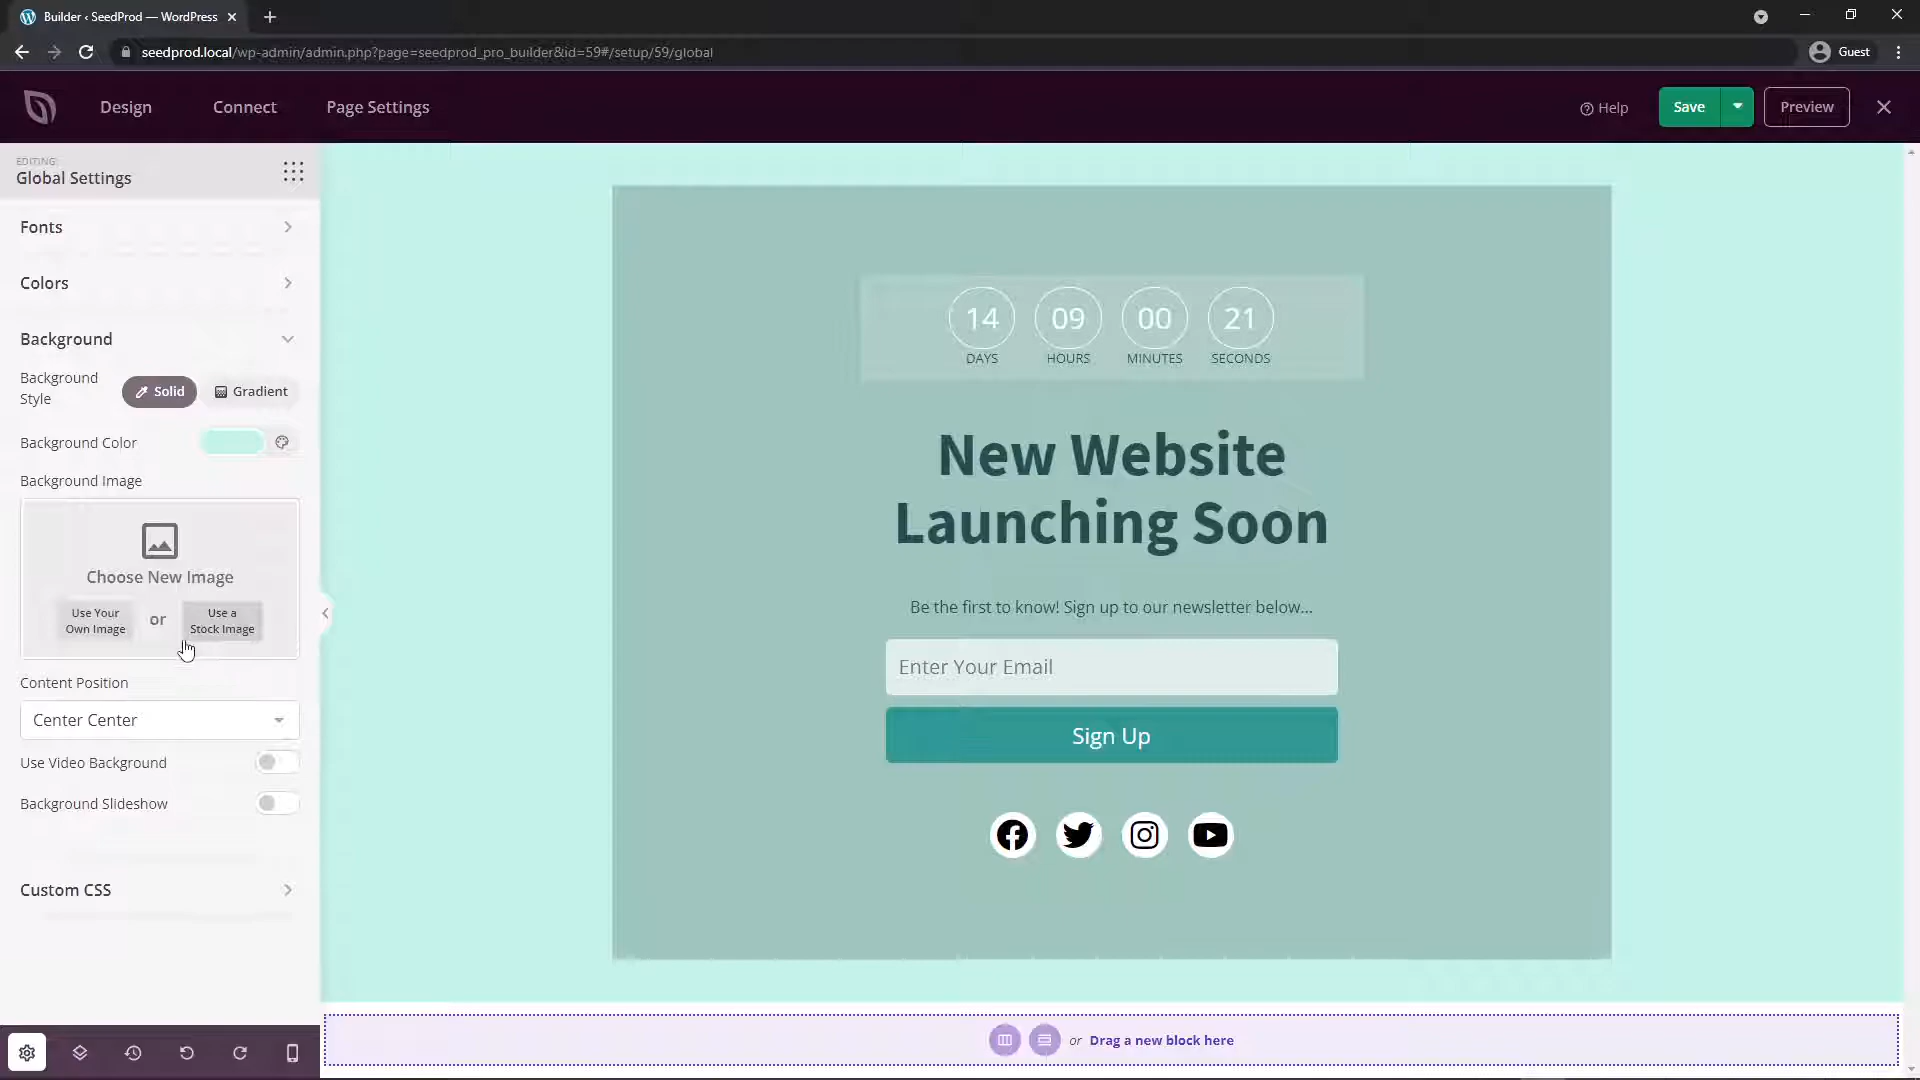 Builder ‹ SeedProd — WordPress
seedprod.local/wp-admin/admin.php?page=seedprod_pro_builder&id=59#/setup/59/global
Guest
Design
Connect
Page Settings
Help
Save
Preview
EDITING:
Global Settings
Fonts
Colors
Background
Background
Style
Solid
Gradient
Background Color
Background Image
Choose New Image
Use Your
Own Image
or
Use a
Stock Image
Content Position
Center Center
Use Video Background
Background Slideshow
Custom CSS
14
09
00
21
DAYS
HOURS
MINUTES
SECONDS
New Website
Launching Soon
Be the first to know! Sign up to our newsletter below...
Enter Your Email
Sign Up
or Drag a new block here